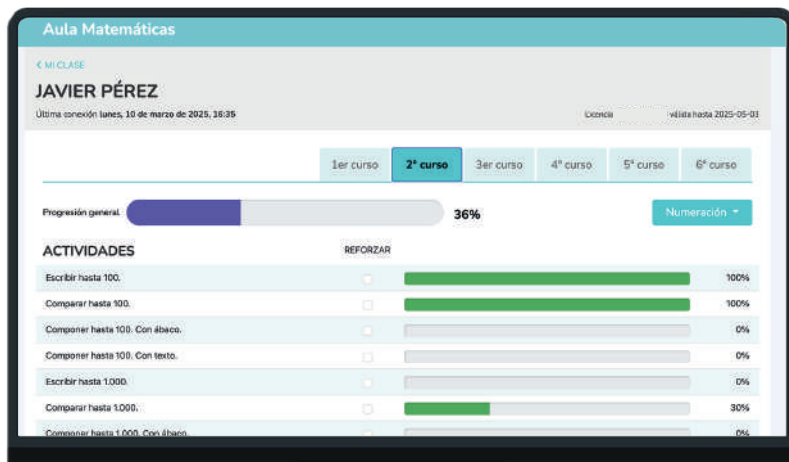 Aula Matemáticas
< MI CLASE
JAVIER PÉREZ
Última conexión lunes, 10 de marzo de 2025, 16:35
Licencia válida hasta 2025-05-03
1er curso 2º curso 3er curso 4º curso 5º curso 6º curso
Progresión general 36% Numeración
ACTIVIDADES REFORZAR
Escribir hasta 100. 100%
Comparar hasta 100. 100%
Componer hasta 100. Con ábaco. 0%
Componer hasta 100. Con texto. 0%
Escribir hasta 1.000. 0%
Comparar hasta 1.000. 30%
Componer hasta 1.000. Con ábaco. 0%